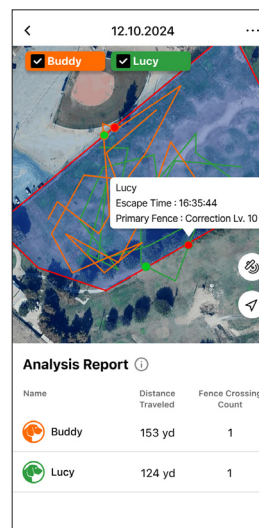 12.10.2024
Buddy
Lucy
Lucy
Escape Time : 16:35:44
Primary Fence : Correction Lv. 10
Analysis Report
Name
Distance Traveled
Fence Crossing Count
Buddy
153 yd
1
Lucy
124 yd
1